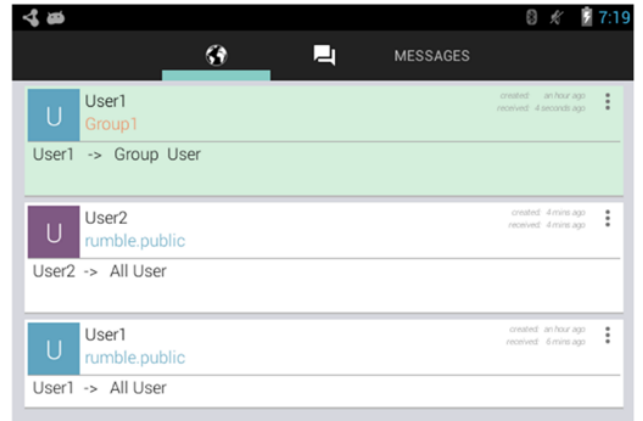 7:19
MESSAGES
U
User1
Group1
created: an hour ago
received: 4 seconds ago
User1 -> Group User
U
User2
rumble.public
created: 4 mins ago
received: 4 mins ago
User2 -> All User
U
User1
rumble.public
created: an hour ago
received: 6 mins ago
User1 -> All User